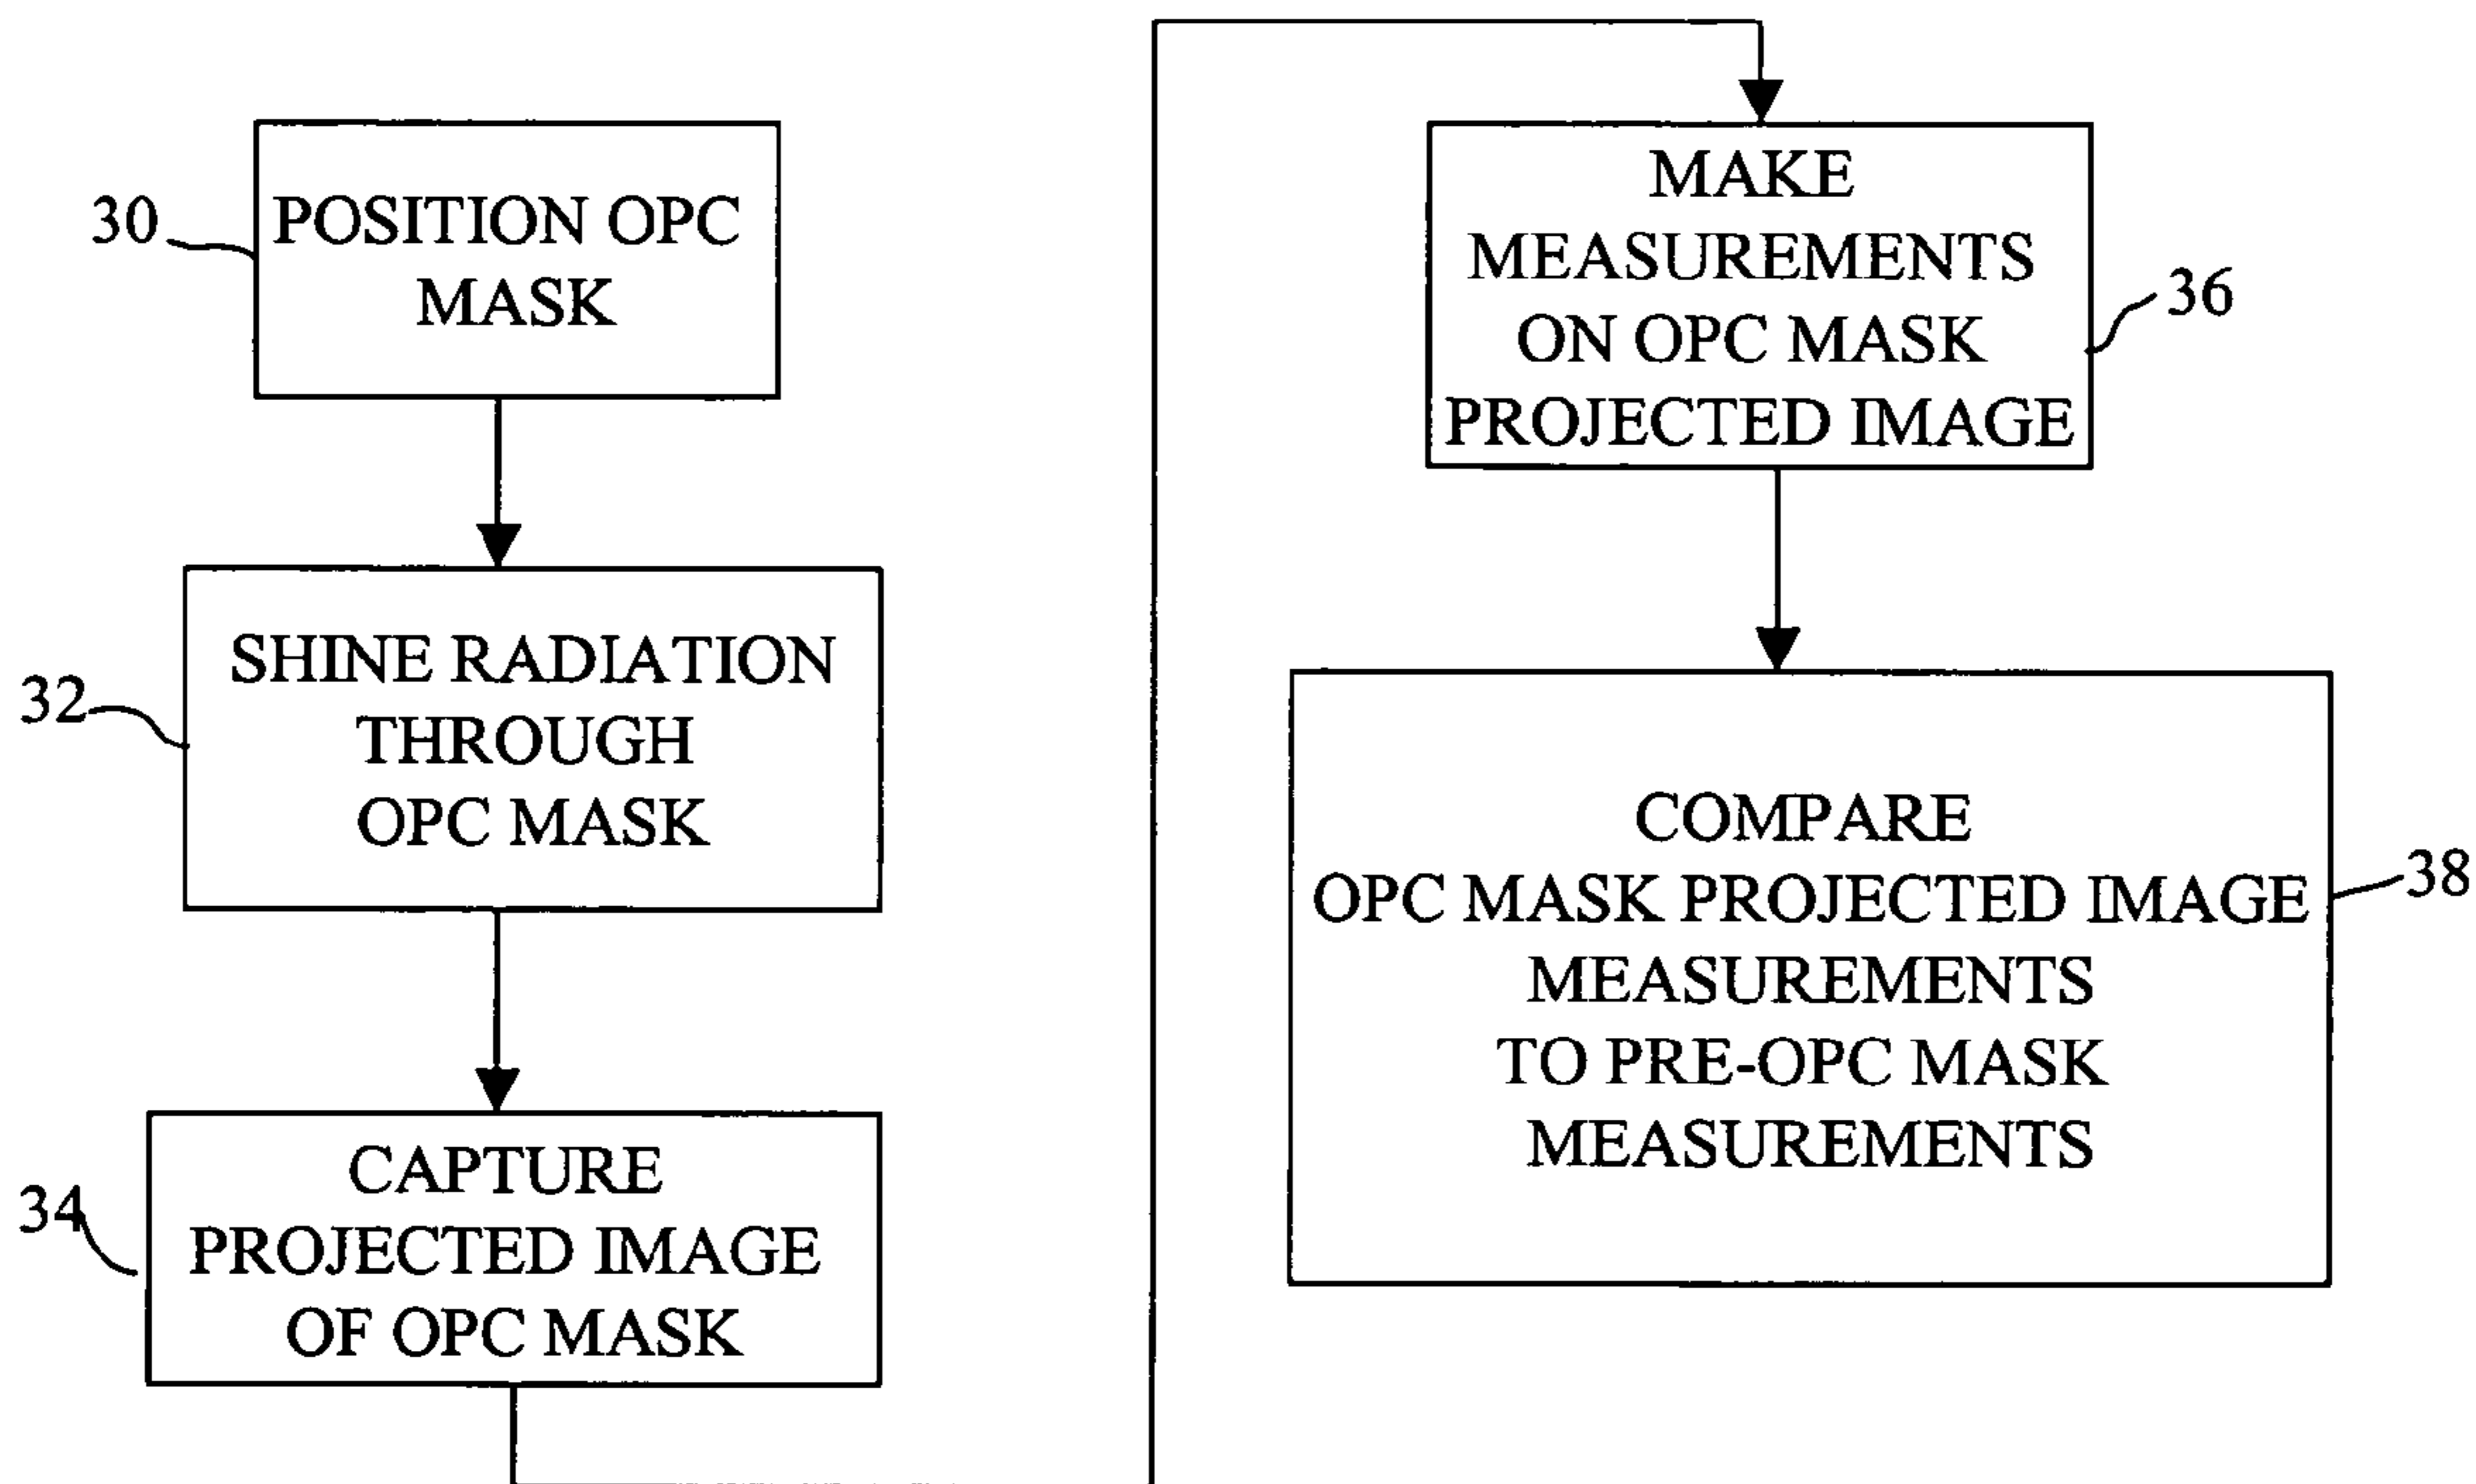 30
POSITION OPC
MASK
32
SHINE RADIATION
THROUGH
OPC MASK
34
CAPTURE
PROJECTED IMAGE
OF OPC MASK
MAKE
MEASUREMENTS
ON OPC MASK
PROJECTED IMAGE
36
COMPARE
OPC MASK PROJECTED IMAGE
MEASUREMENTS
TO PRE-OPC MASK
MEASUREMENTS
38